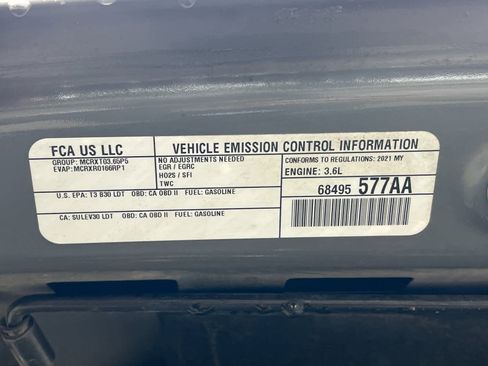 FCA US LLC
GROUP: MCRXT03.65P5
EVAP: MCRXR0166RP1
VEHICLE EMISSION CONTROL INFORMATION
NO ADJUSTMENTS NEEDED
EGR / EGRC
HO2S / SFI
TWC
CONFORMS TO REGULATIONS: 2021 MY
ENGINE: 3.6L
68495 577AA
U.S. EPA: T3 B30 LDT OBD: CA OBD II FUEL: GASOLINE
CA: SULEV30 LDT OBD: CA OBD II FUEL: GASOLINE